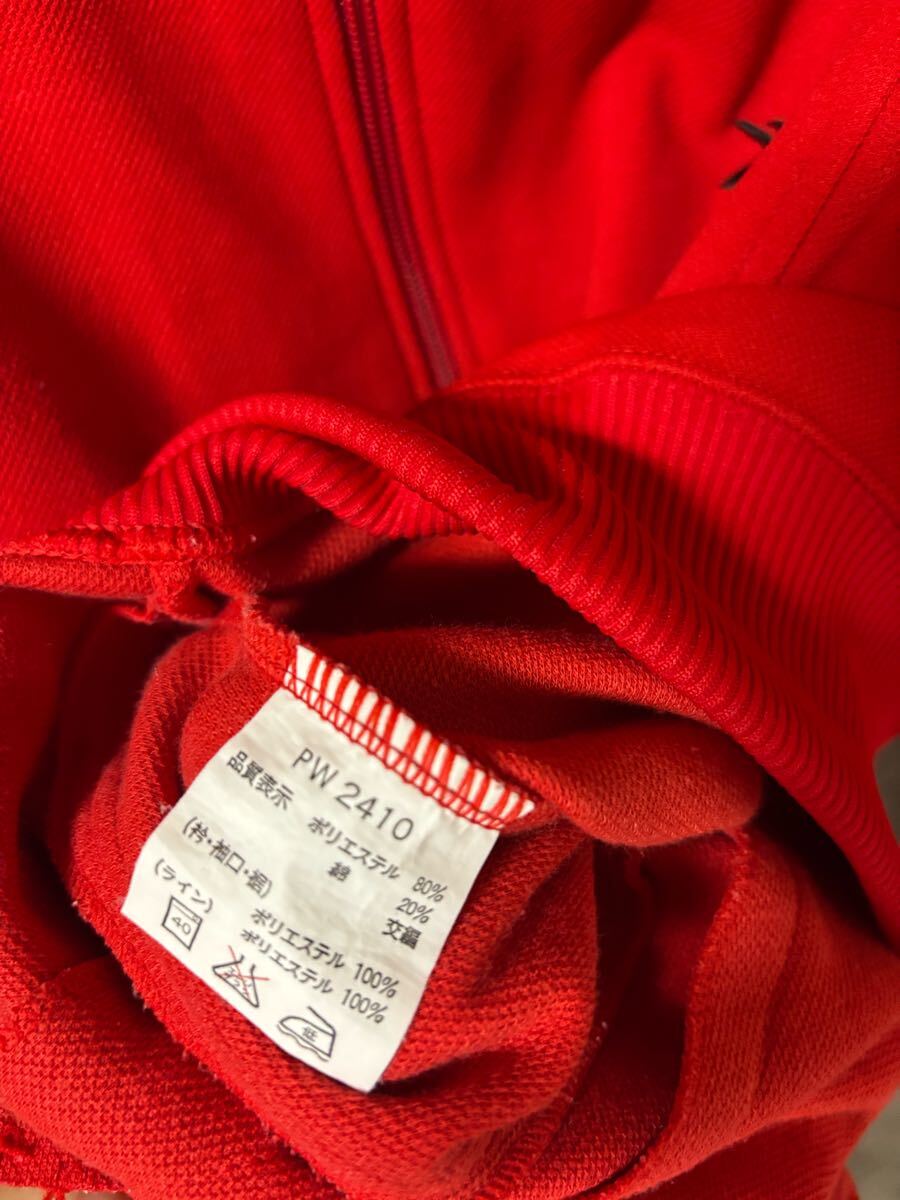 PW 2410
品質表示
ポリエステル 80%
綿 20%
交編
(衿・袖口・裾)
ポリエステル 100%
(ライン)
ポリエステル 100%
40
低